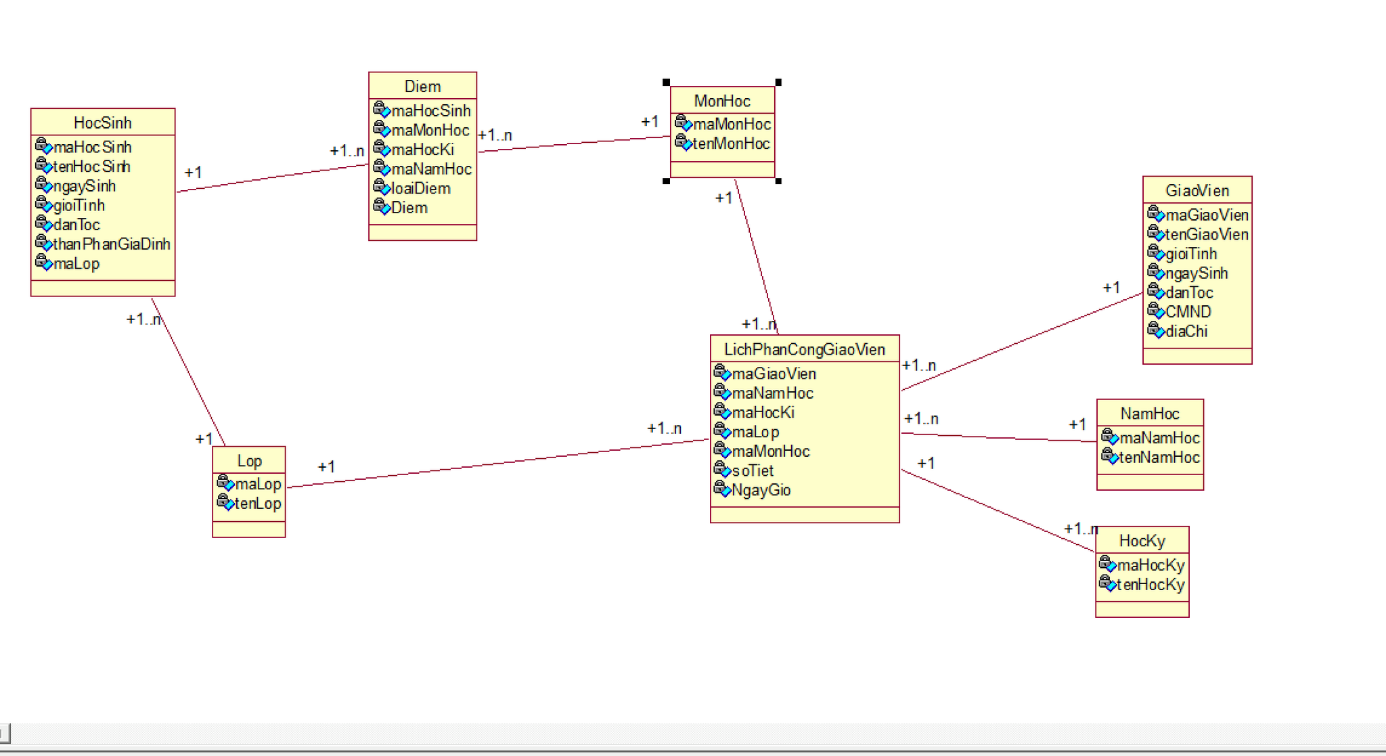 HocSinh
maHocSinh
tenHocSinh
ngaySinh
gioiTinh
danToc
thanPhanGiaDinh
maLop
+1
+1..n
+1..n
Diem
maHocSinh
maMonHoc
maHocKi
maNamHoc
loaiDiem
Diem
+1..n
+1
MonHoc
maMonHoc
tenMonHoc
+1
+1..n
GiaoVien
maGiaoVien
tenGiaoVien
gioiTinh
ngaySinh
danToc
CMND
diaChi
+1
+1..n
LichPhanCongGiaoVien
maGiaoVien
maNamHoc
maHocKi
maLop
maMonHoc
soTiet
NgayGio
+1..n
+1
NamHoc
maNamHoc
tenNamHoc
+1
+1..n
HocKy
maHocKy
tenHocKy
+1
Lop
maLop
tenLop
+1
+1..n